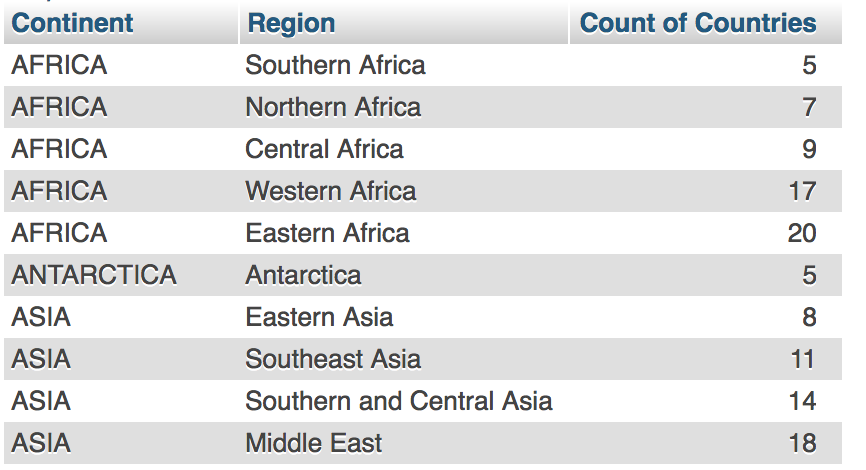 Continent Region Count of Countries
AFRICA Southern Africa 5
AFRICA Northern Africa 7
AFRICA Central Africa 9
AFRICA Western Africa 17
AFRICA Eastern Africa 20
ANTARCTICA Antarctica 5
ASIA Eastern Asia 8
ASIA Southeast Asia 11
ASIA Southern and Central Asia 14
ASIA Middle East 18